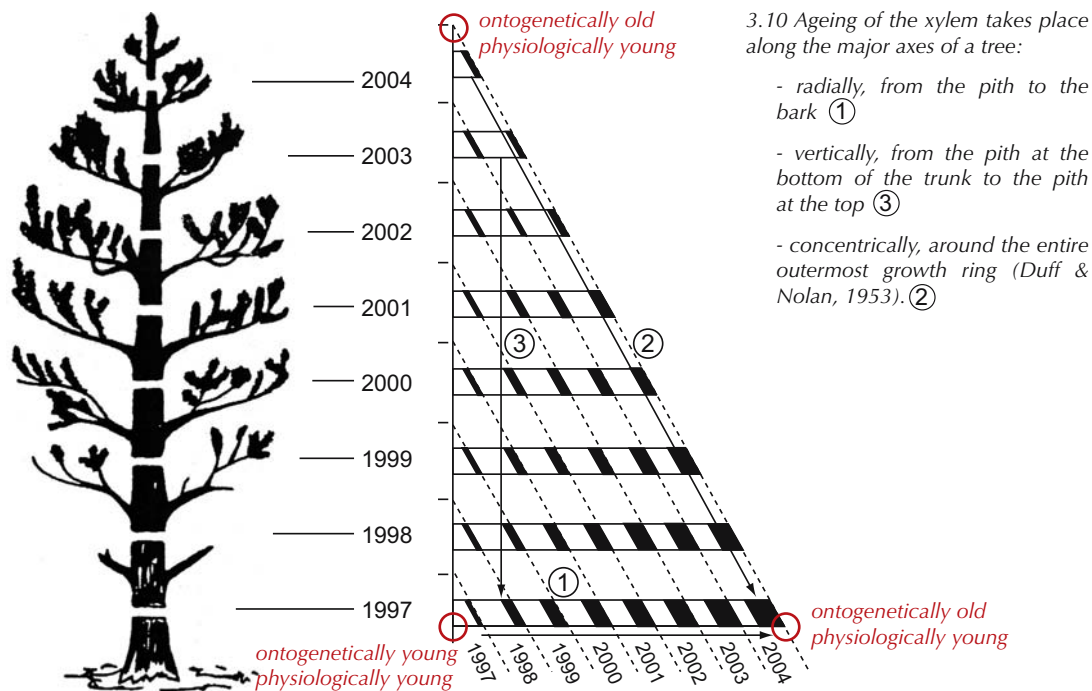 ontogenetically old
physiologically young
3.10 Ageing of the xylem takes place
along the major axes of a tree:
- radially, from the pith to the
bark ①
- vertically, from the pith at the
bottom of the trunk to the pith
at the top ③
- concentrically, around the entire
outermost growth ring (Duff &
Nolan, 1953). ②
2004
2003
2002
2001
2000
1999
1998
1997
③
②
①
ontogenetically old
physiologically young
ontogenetically young
physiologically young
1997
1998
1999
2000
2001
2002
2003
2004